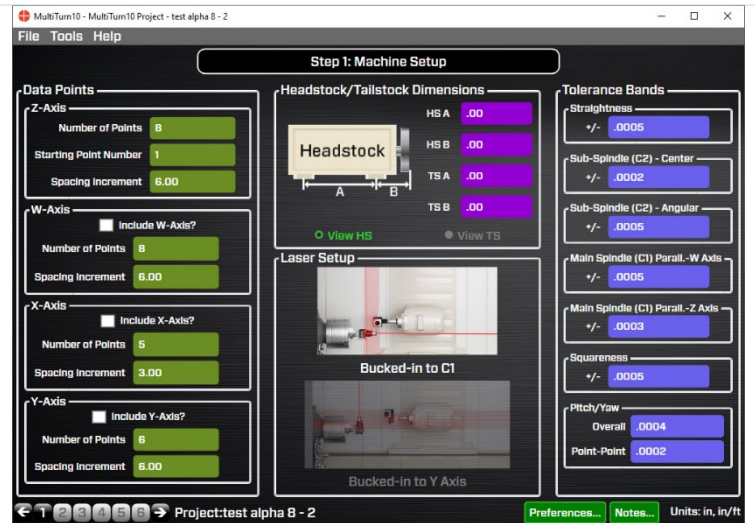 MultiTurn10 - MultiTurn10 Project - test alpha 8 - 2
File Tools Help
Step 1: Machine Setup
Data Points
Z-Axis
Number of Points 8
Starting Point Number 1
Spacing Increment 6.00
W-Axis
Include W-Axis?
Number of Points 8
Spacing Increment 6.00
X-Axis
Include X-Axis?
Number of Points 5
Spacing Increment 3.00
Y-Axis
Include Y-Axis?
Number of Points 6
Spacing Increment 6.00
Headstock/Tailstock Dimensions
Headstock
A B
HS A .00
HS B .00
TS A .00
TS B .00
View HS View TS
Laser Setup
Bucked-in to C1
Bucked-in to Y Axis
Tolerance Bands
Straightness
+/- .0005
Sub-Spindle (C2) - Center
+/- .0002
Sub-Spindle (C2) - Angular
+/- .0005
Main Spindle (C1) Parall.-W Axis
+/- .0005
Main Spindle (C1) Parall.-Z Axis
+/- .0003
Squareness
+/- .0005
Pitch/Yaw
Overall .0004
Point-Point .0002
1 2 3 4 5 6 Project:test alpha 8 - 2
Preferences... Notes... Units: in, in/ft